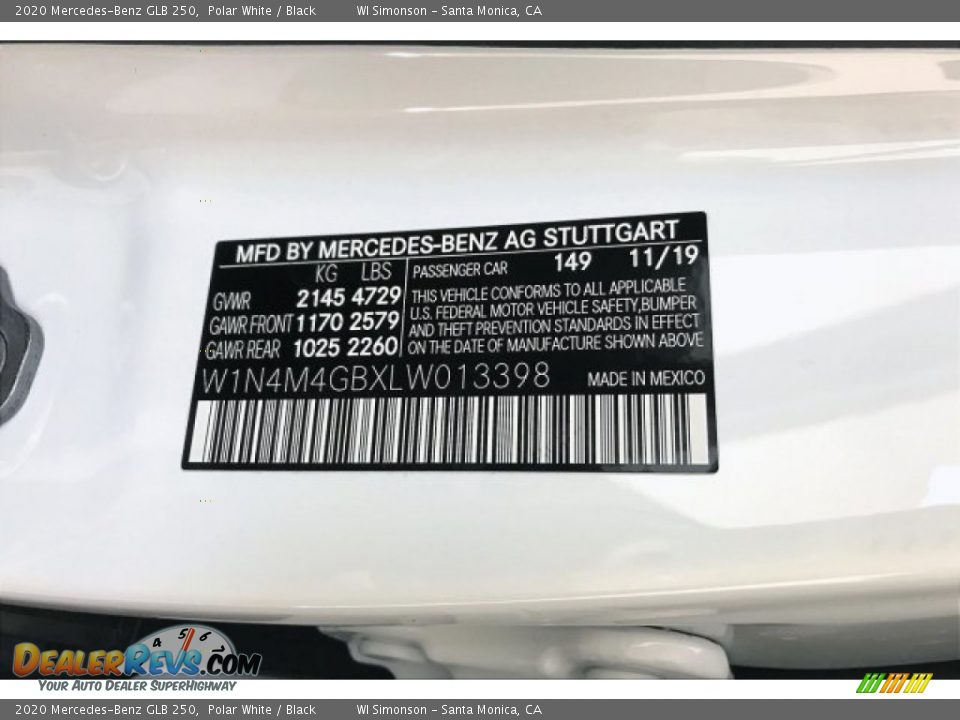 2020 Mercedes-Benz GLB 250, Polar White / Black WI Simonson - Santa Monica, CA
MFD BY MERCEDES-BENZ AG STUTTGART
KG LBS PASSENGER CAR 149 11/19
GVWR 2145 4729
GAWR FRONT 1170 2579
GAWR REAR 1025 2260
THIS VEHICLE CONFORMS TO ALL APPLICABLE
U.S. FEDERAL MOTOR VEHICLE SAFETY,BUMPER
AND THEFT PREVENTION STANDARDS IN EFFECT
ON THE DATE OF MANUFACTURE SHOWN ABOVE
W1N4M4GBXLW013398 MADE IN MEXICO
4 5 6
DEALERREVS.COM
YOUR AUTO DEALER SUPERHIGHWAY
2020 Mercedes-Benz GLB 250, Polar White / Black WI Simonson - Santa Monica, CA